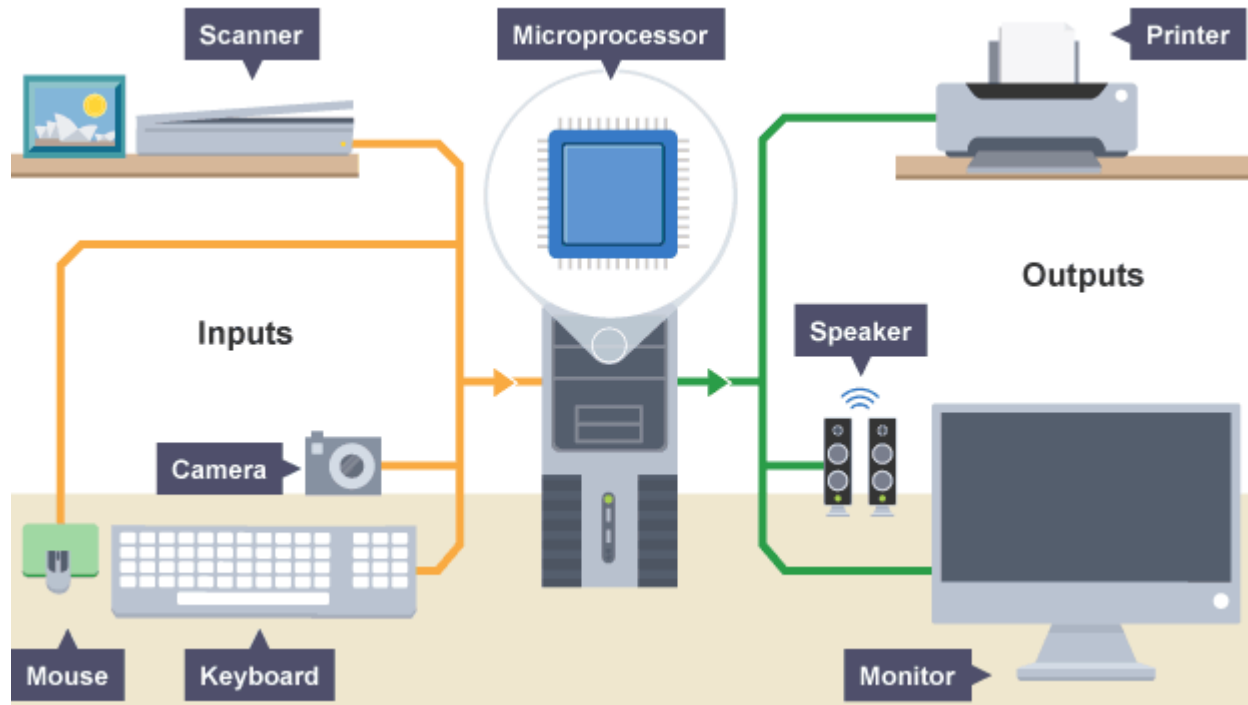 Scanner
Microprocessor
Printer
Inputs
Outputs
Speaker
Camera
Mouse
Keyboard
Monitor